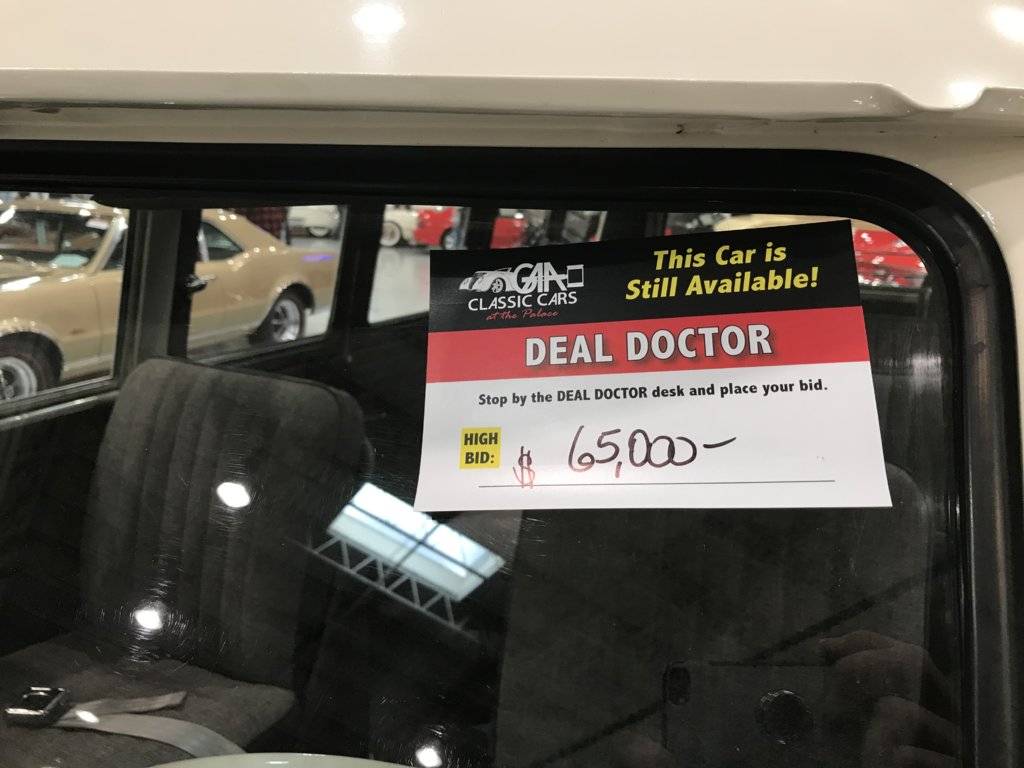 GAA
CLASSIC CARS
at the Palace
This Car is
Still Available!
DEAL DOCTOR
Stop by the DEAL DOCTOR desk and place your bid.
HIGH
BID:
$ 65,000-